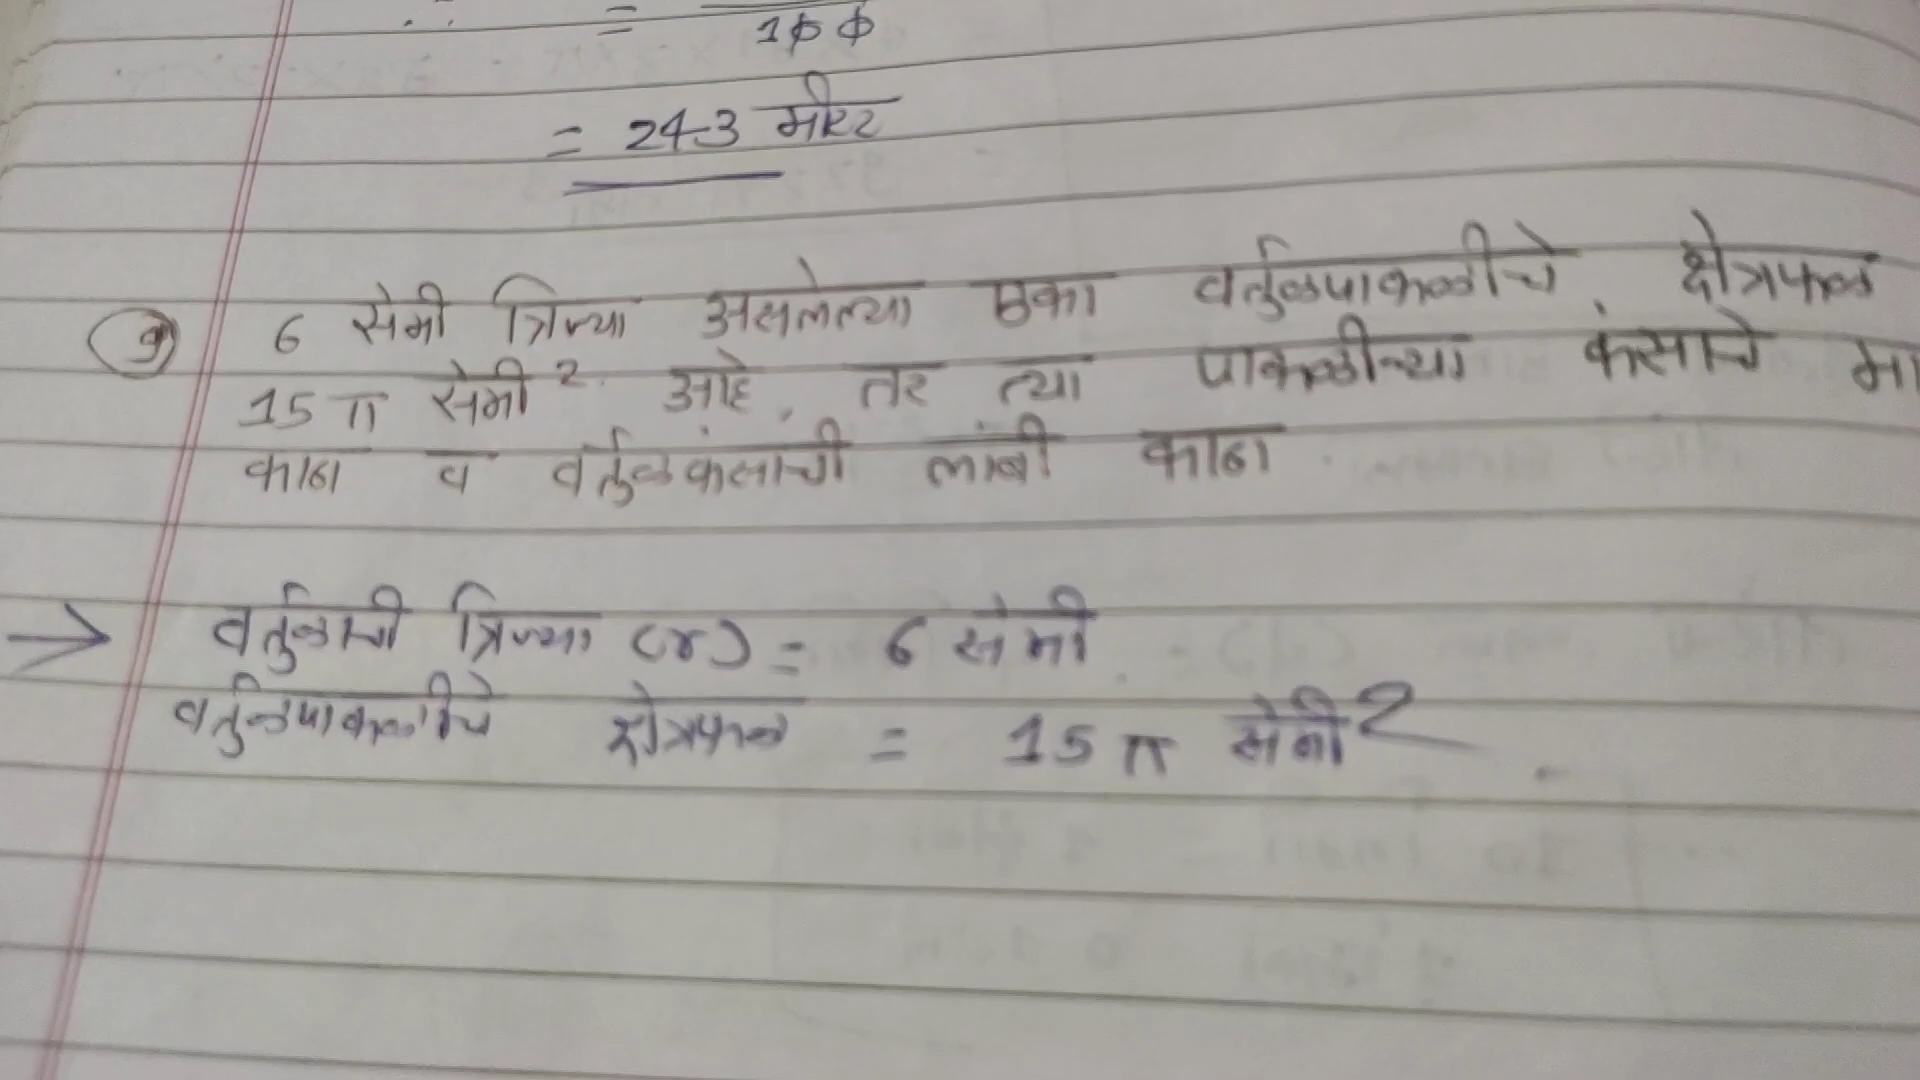 ∴ =
100
= 243 मीटर
9 6 सेमी त्रिज्या असलेल्या एका वर्तुळपाकळीचे क्षेत्रफळ
15 π सेमी² आहे, तर त्या पाकळीच्या कंसाचे मा
काढा व वर्तुळकंसाची लांबी काढा
→ वर्तुळाची त्रिज्या (r) = 6 सेमी
वर्तुळपाकळीचे क्षेत्रफळ = 15 π सेमी²